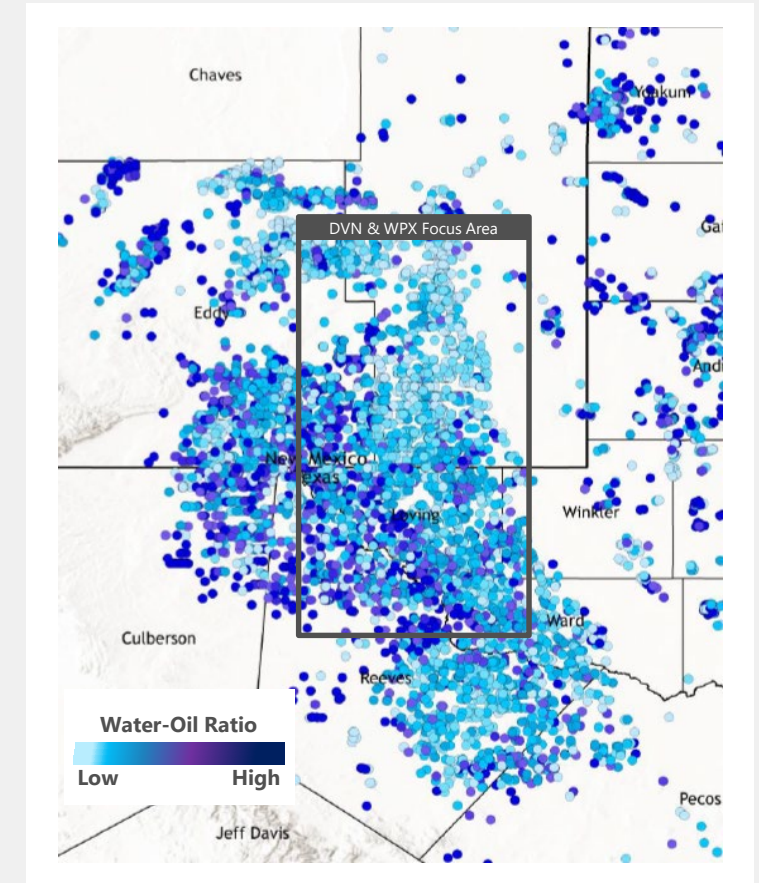 Chaves
Yoakum
DVN & WPX Focus Area
Eddy
New Mexico
Texas
Loving
Winkler
Culberson
Ward
Reeves
Water-Oil Ratio
Low High
Pecos
Jeff Davis